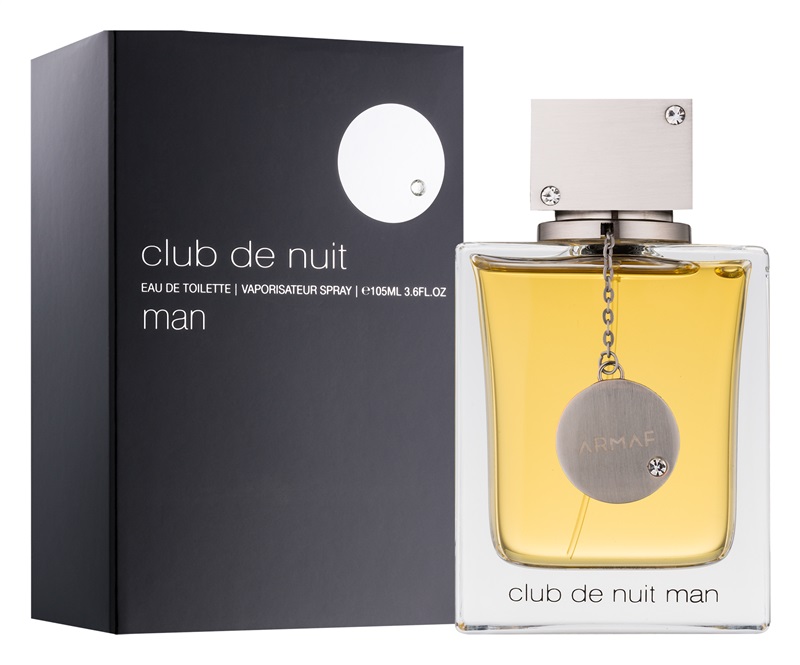 club de nuit
EAU DE TOILETTE | VAPORISATEUR SPRAY | ℮105ML 3.6FL.OZ
man
ARMAF
club de nuit man